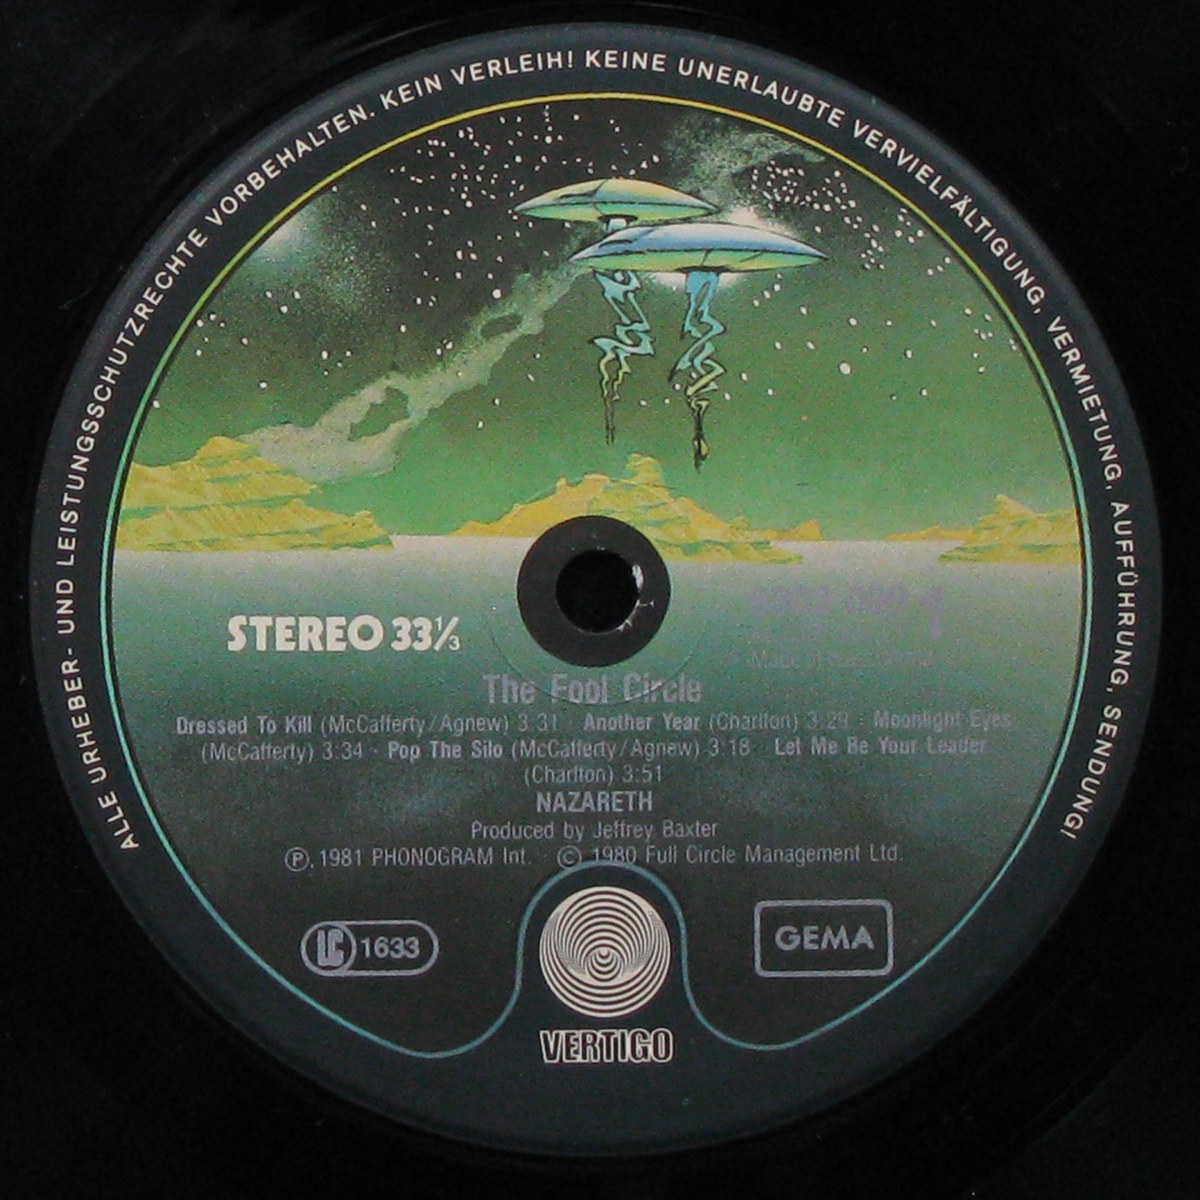 ALLE URHEBER- UND LEISTUNGSSCHUTZRECHTE VORBEHALTEN. KEIN VERLEIH! KEINE UNERLAUBTE VERVIELFÄLTIGUNG, VERMIETUNG, AUFFÜHRUNG, SENDUNG!
STEREO 33⅓
The Fool Circle
Dressed To Kill (McCafferty/Agnew) 3:31 · Another Year (Charlton) 3:29 · Moonlight Eyes
(McCafferty) 3:34 · Pop The Silo (McCafferty/Agnew) 3:18 · Let Me Be Your Leader
(Charlton) 3:51
NAZARETH
Produced by Jeffrey Baxter
Ⓟ 1981 PHONOGRAM Int. · © 1980 Full Circle Management Ltd.
LC 1633
GEMA
VERTIGO